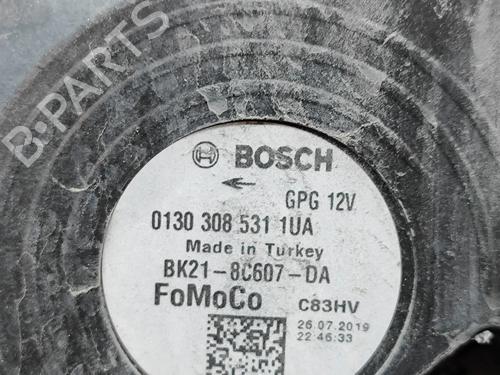 B-PARTS
BOSCH
GPG 12V
0130 308 531 1UA
Made in Turkey
BK21-8C607-DA
FoMoCo C83HV
26.07.2019
22:46:33